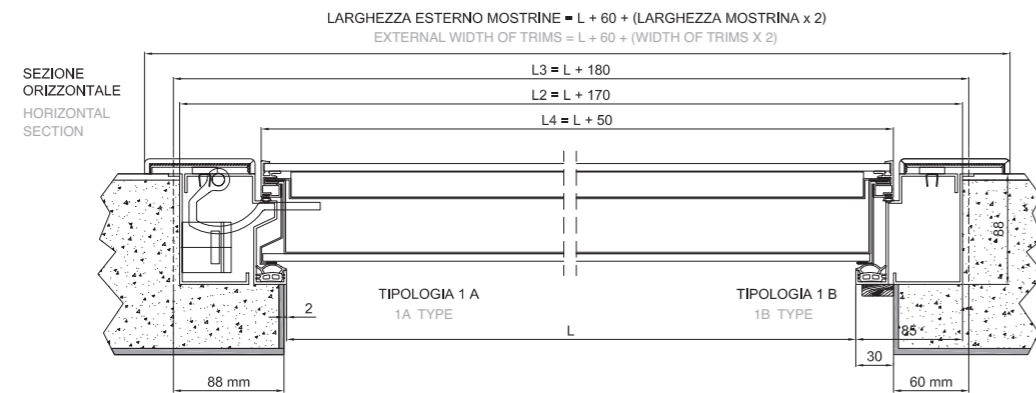 LARGHEZZA ESTERNO MOSTRINE = L + 60 + (LARGHEZZA MOSTRINA x 2)
EXTERNAL WIDTH OF TRIMS = L + 60 + (WIDTH OF TRIMS X 2)
SEZIONE
ORIZZONTALE
HORIZONTAL
SECTION
L3 = L + 180
L2 = L + 170
L4 = L + 50
88
TIPOLOGIA 1 A
1A TYPE
TIPOLOGIA 1 B
1B TYPE
2
L
85
30
88 mm
60 mm